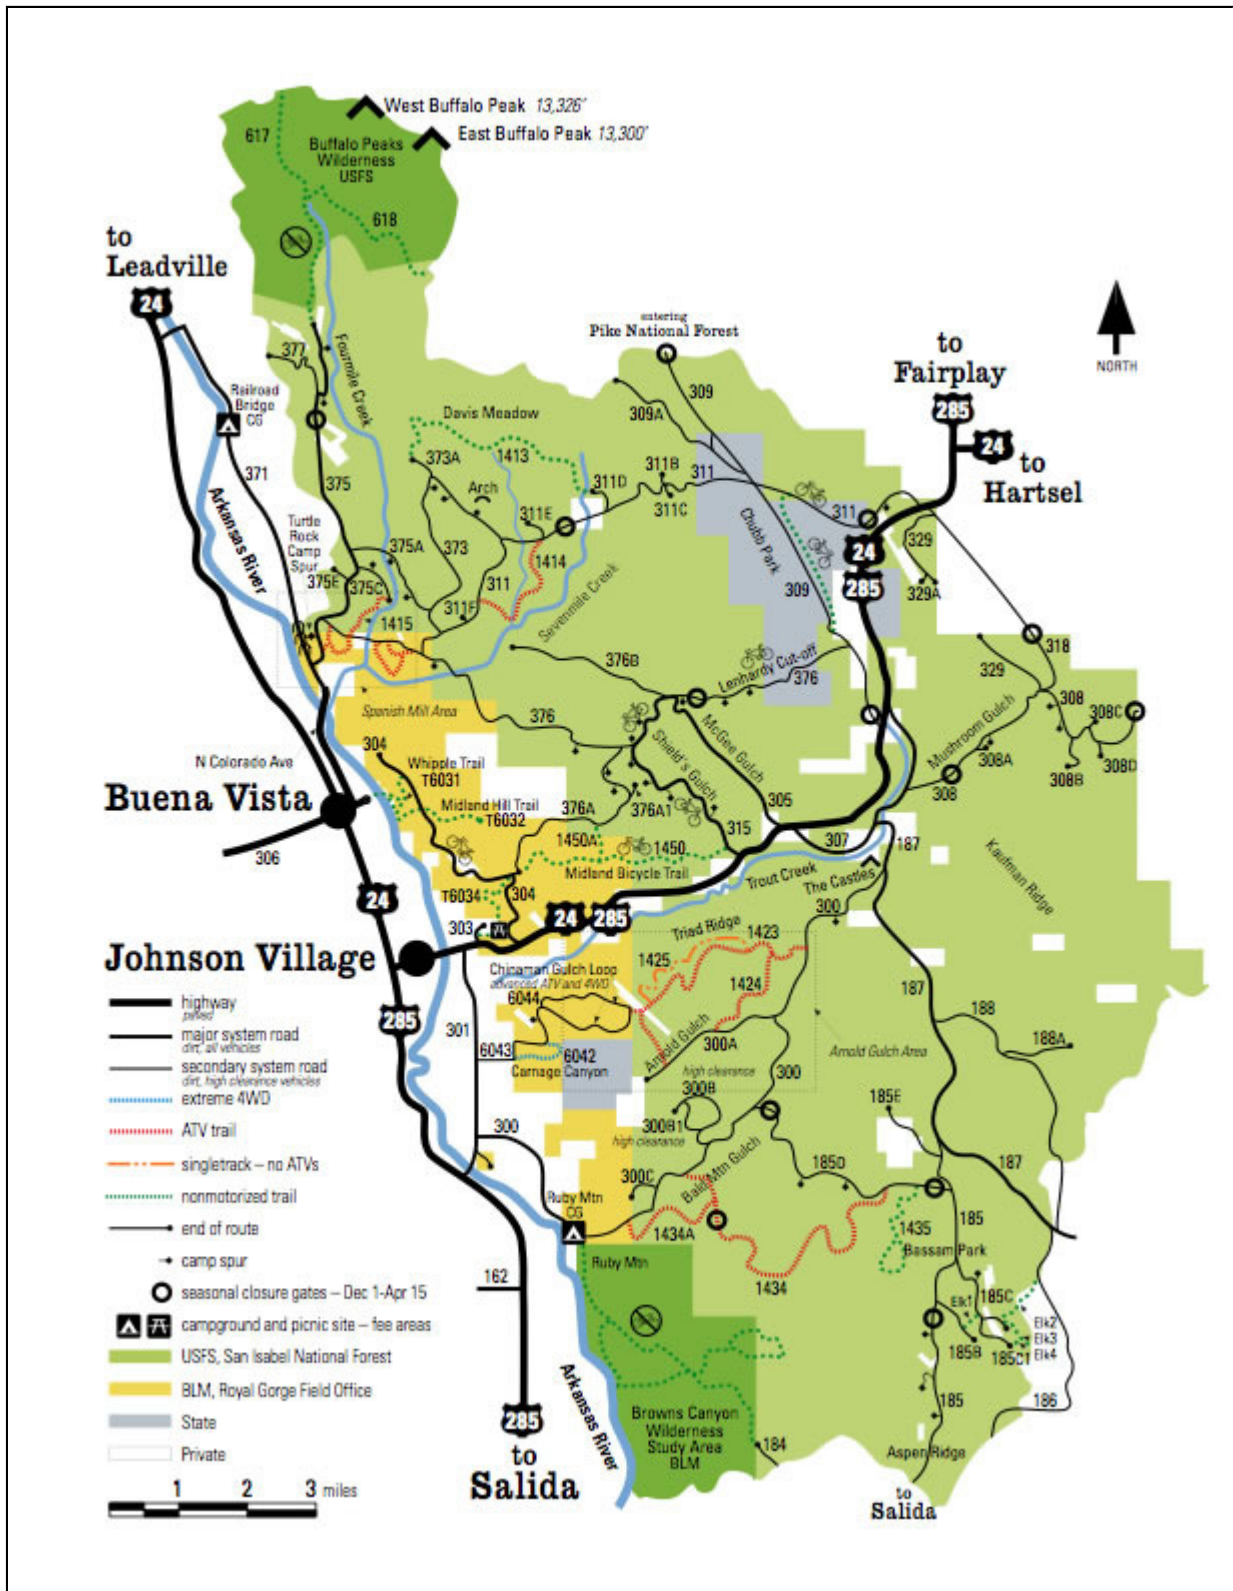 West Buffalo Peak 13,326'
East Buffalo Peak 13,300'
617
Buffalo Peaks
Wilderness
USFS
618
to
Leadville
24
entering
Pike National Forest
to
Fairplay
285
24
to
Hartsel
NORTH
377
Fourmile Creek
Railroad
Bridge
CG
371
375
Arkansas River
Davis Meadow
373A
1413
Arch
311E
311D
311B
311
311C
309A
309
311
Chubb Park
24
285
329
329A
309
Turtle
Rock
Camp
Spur
375A
375E
375C
373
311
1414
311F
1415
Sevenmile Creek
376B
Lenhardy Cut-off
376
318
329
308
308C
Mushroom Gulch
308A
308B
308D
308
Spanish Mill Area
376
McGee Gulch
Shield's Gulch
N Colorado Ave
304
Whipple Trail
T6031
Midland Hill Trail
T6032
376A
376A1
305
315
Buena Vista
306
1450A
1450
Midland Bicycle Trail
307
187
Trout Creek
The Castles
Kaufman Ridge
24
T6034
304
303
24
285
300
Triad Ridge
1423
1425
1424
Johnson Village
Chinaman Gulch Loop
advanced ATV and 4WD
6044
285
301
6043
6042
Carnage Canyon
Arnold Gulch
300A
high clearance
Arnold Gulch Area
187
188
188A
300B
300
300B1
high clearance
185E
300
300C
Bald Mtn Gulch
185D
187
Ruby Mtn
CG
1434A
1434
1435
185
Bassam Park
Ruby Mtn
162
185C
Elk1
Elk2
Elk3
Elk4
185B
185C1
186
185
Browns Canyon
Wilderness
Study Area
BLM
184
Aspen Ridge
Arkansas River
285
to
Salida
to
Salida
highway
paved
major system road
dirt, all vehicles
secondary system road
dirt, high clearance vehicles
extreme 4WD
ATV trail
singletrack – no ATVs
nonmotorized trail
end of route
camp spur
seasonal closure gates – Dec 1-Apr 15
campground and picnic site – fee areas
USFS, San Isabel National Forest
BLM, Royal Gorge Field Office
State
Private
1 2 3 miles